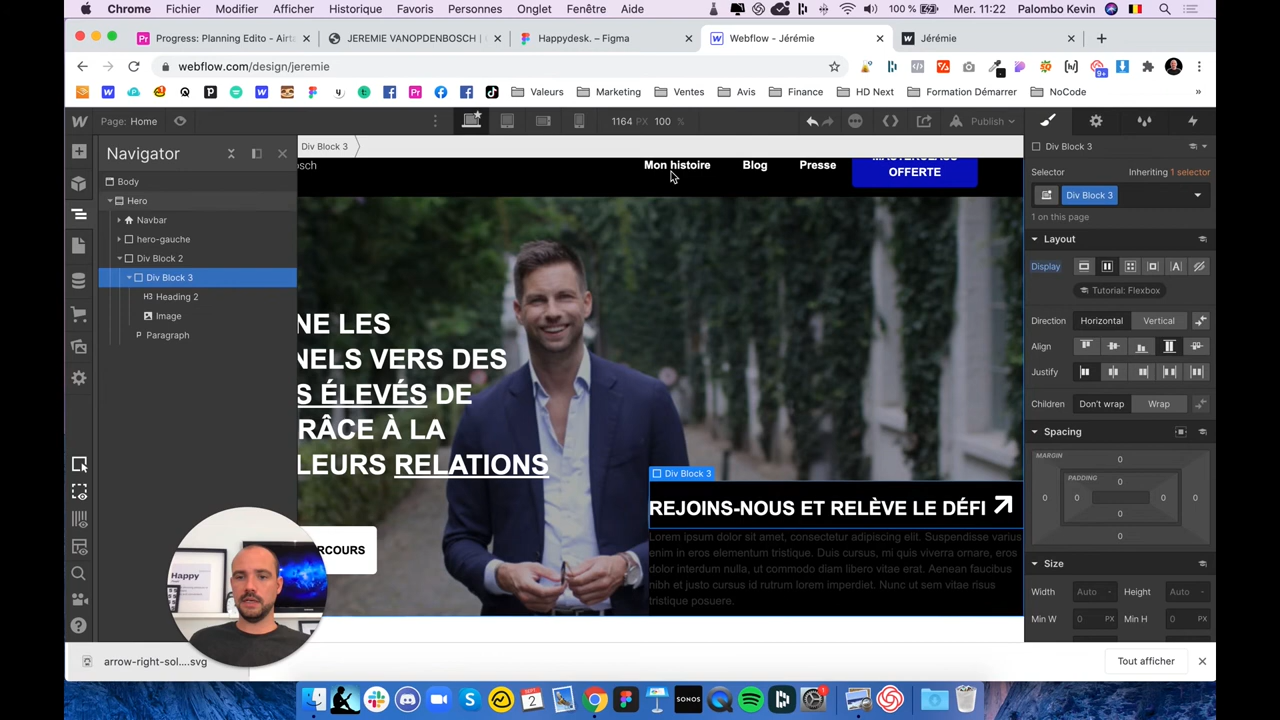 Chrome Fichier Modifier Afficher Historique Favoris Personnes Onglet Fenêtre Aide 100 % Mer. 11:22 Palombo Kevin
Progress: Planning Edito - Airt
JEREMIE VANOPDENBOSCH |
Happydesk. – Figma
Webflow - Jérémie
Jérémie
webflow.com/design/jeremie
9+
Valeurs Marketing Ventes Avis Finance HD Next Formation Démarrer NoCode »
Page: Home
1164 PX 100 %
Publish
Navigator
Body
Hero
Navbar
hero-gauche
Div Block 2
Div Block 3
H3 Heading 2
Image
P Paragraph
Div Block 3
osch
Mon histoire Blog Presse
MASTERCLASS
OFFERTE
NE LES
NELS VERS DES
S ÉLEVÉS DE
RÂCE À LA
LEURS RELATIONS
RCOURS
Div Block 3
REJOINS-NOUS ET RELÈVE LE DÉFI
Lorem ipsum dolor sit amet, consectetur adipiscing elit. Suspendisse varius
enim in eros elementum tristique. Duis cursus, mi quis viverra ornare, eros
dolor interdum nulla, ut commodo diam libero vitae erat. Aenean faucibus
nibh et justo cursus id rutrum lorem imperdiet. Nunc ut sem vitae risus
tristique posuere.
Div Block 3
Selector Inheriting 1 selector
Div Block 3
1 on this page
Layout
Display
Tutorial: Flexbox
Direction Horizontal Vertical
Align
Justify
Children Don't wrap Wrap
Spacing
MARGIN
0
PADDING
0
0 0 0 0
0
0
Size
Width Auto - Height Auto -
Min W 0 PX Min H 0 PX
Happy
arrow-right-sol....svg
Tout afficher
SEPT.
2
SONOS
1